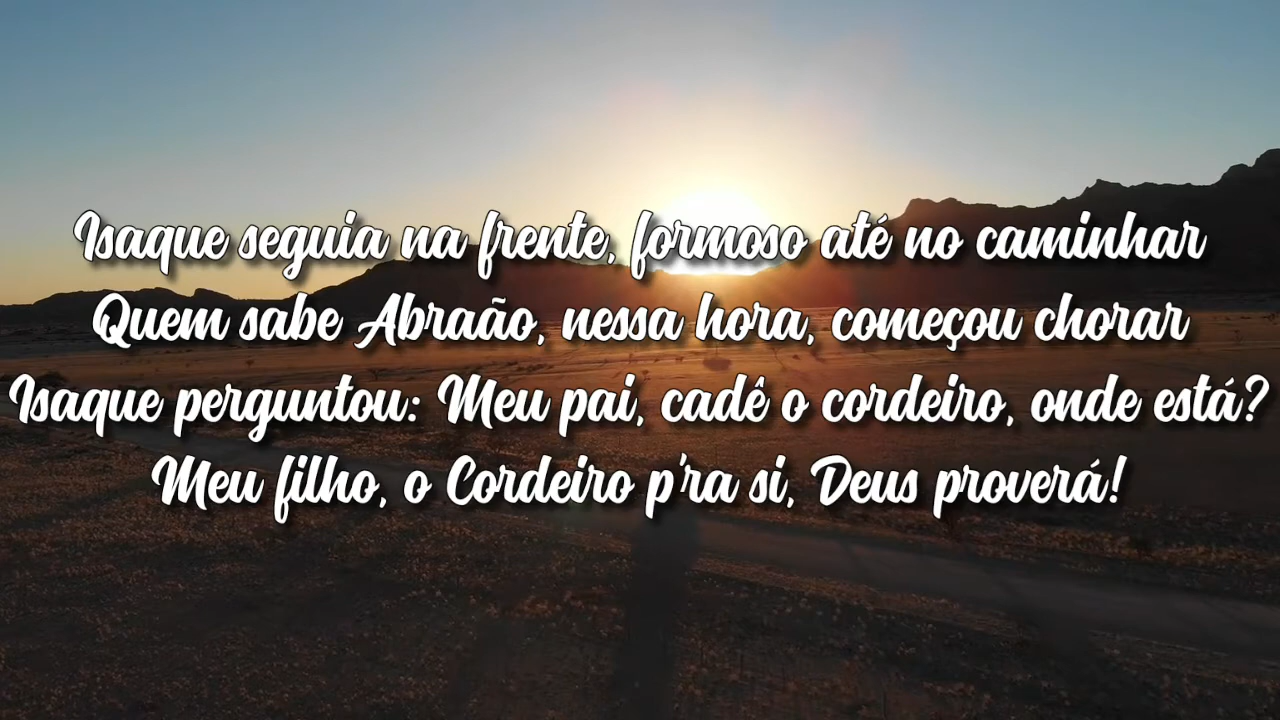 Isaque seguia na frente, formoso até no caminhar
Quem sabe Abraão, nessa hora, começou chorar
Isaque perguntou: Meu pai, cadê o cordeiro, onde está?
Meu filho, o Cordeiro p'ra si, Deus proverá!